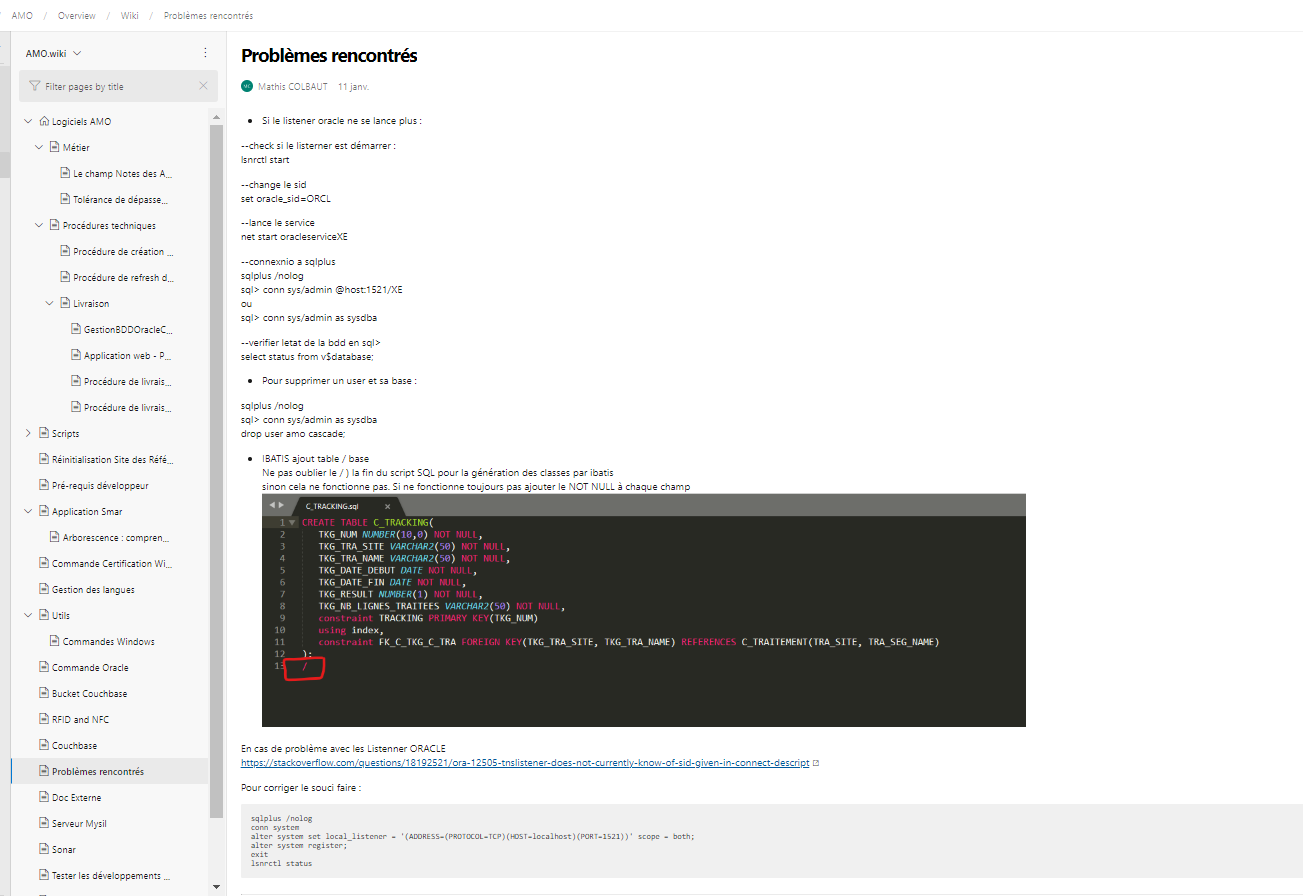 AMO / Overview / Wiki / Problèmes rencontrés
AMO.wiki
Filter pages by title
Logiciels AMO
Métier
Le champ Notes des A...
Tolérance de dépasse...
Procédures techniques
Procédure de création ...
Procédure de refresh d...
Livraison
GestionBDDOracleC...
Application web - P...
Procédure de livrais...
Procédure de livrais...
Scripts
Réinitialisation Site des Réfé...
Pré-requis développeur
Application Smar
Arborescence : compren...
Commande Certification Wi...
Gestion des langues
Utils
Commandes Windows
Commande Oracle
Bucket Couchbase
RFID and NFC
Couchbase
Problèmes rencontrés
Doc Externe
Serveur Mysil
Sonar
Tester les développements ...
Problèmes rencontrés
MC Mathis COLBAUT 11 janv.
• Si le listener oracle ne se lance plus :
--check si le listerner est démarrer :
lsnrctl start
--change le sid
set oracle_sid=ORCL
--lance le service
net start oracleserviceXE
--connexnio a sqlplus
sqlplus /nolog
sql> conn sys/admin @host:1521/XE
ou
sql> conn sys/admin as sysdba
--verifier letat de la bdd en sql>
select status from v$database;
• Pour supprimer un user et sa base :
sqlplus /nolog
sql> conn sys/admin as sysdba
drop user amo cascade;
• IBATIS ajout table / base
Ne pas oublier le / ) la fin du script SQL pour la génération des classes par ibatis
sinon cela ne fonctionne pas. Si ne fonctionne toujours pas ajouter le NOT NULL à chaque champ
C_TRACKING.sql ×
1 CREATE TABLE C_TRACKING(
2 TKG_NUM NUMBER(10,0) NOT NULL,
3 TKG_TRA_SITE VARCHAR2(50) NOT NULL,
4 TKG_TRA_NAME VARCHAR2(50) NOT NULL,
5 TKG_DATE_DEBUT DATE NOT NULL,
6 TKG_DATE_FIN DATE NOT NULL,
7 TKG_RESULT NUMBER(1) NOT NULL,
8 TKG_NB_LIGNES_TRAITEES VARCHAR2(50) NOT NULL,
9 constraint TRACKING PRIMARY KEY(TKG_NUM)
10 using index,
11 constraint FK_C_TKG_C_TRA FOREIGN KEY(TKG_TRA_SITE, TKG_TRA_NAME) REFERENCES C_TRAITEMENT(TRA_SITE, TRA_SEG_NAME)
12 );
13 /
En cas de problème avec les Listenner ORACLE
https://stackoverflow.com/questions/18192521/ora-12505-tnslistener-does-not-currently-know-of-sid-given-in-connect-descript
Pour corriger le souci faire :
sqlplus /nolog
conn system
alter system set local_listener = '(ADDRESS=(PROTOCOL=TCP)(HOST=localhost)(PORT=1521))' scope = both;
alter system register;
exit
lsnrctl status